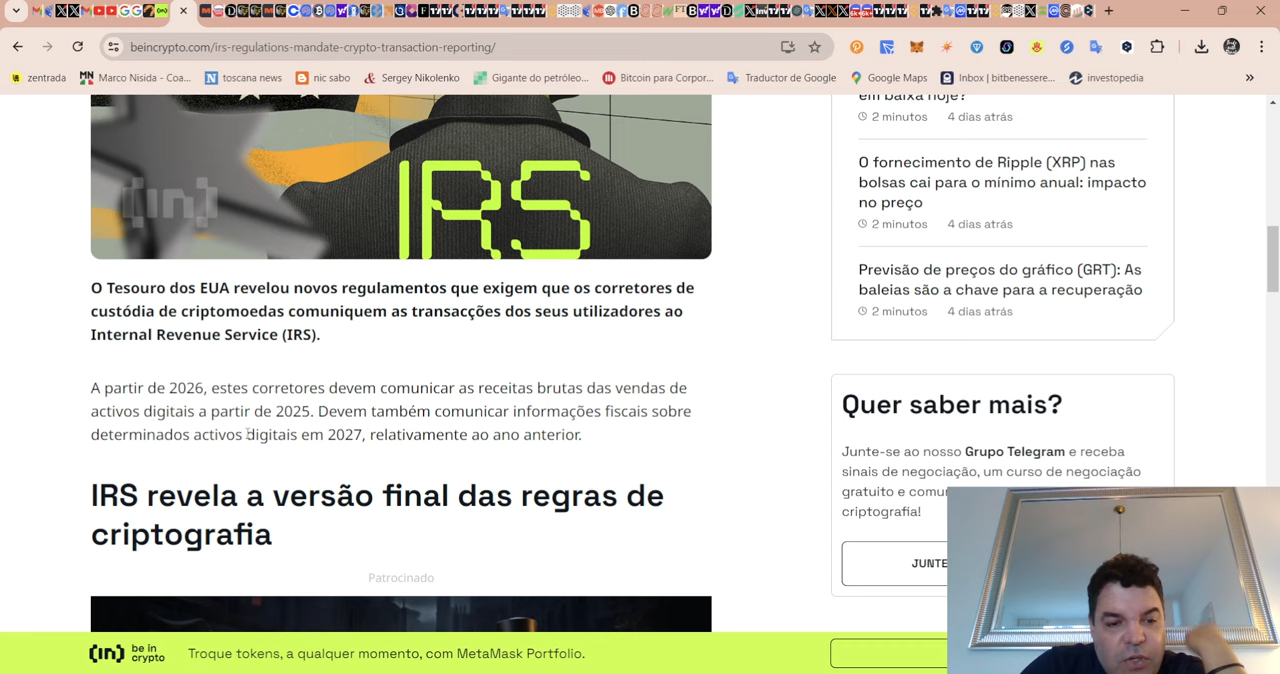 beincrypto.com/irs-regulations-mandate-crypto-transaction-reporting/
zentrada
Marco Nisida - Coa...
toscana news
nic sabo
Sergey Nikolenko
Gigante do petróleo...
Bitcoin para Corpor...
Traductor de Google
Google Maps
Inbox | bitbenessere...
investopedia
IRS
O Tesouro dos EUA revelou novos regulamentos que exigem que os corretores de
custódia de criptomoedas comuniquem as transacções dos seus utilizadores ao
Internal Revenue Service (IRS).
A partir de 2026, estes corretores devem comunicar as receitas brutas das vendas de
activos digitais a partir de 2025. Devem também comunicar informações fiscais sobre
determinados activos digitais em 2027, relativamente ao ano anterior.
IRS revela a versão final das regras de
criptografia
Patrocinado
em baixa hoje?
2 minutos 4 dias atrás
O fornecimento de Ripple (XRP) nas
bolsas cai para o mínimo anual: impacto
no preço
2 minutos 4 dias atrás
Previsão de preços do gráfico (GRT): As
baleias são a chave para a recuperação
2 minutos 4 dias atrás
Quer saber mais?
Junte-se ao nosso Grupo Telegram e receba
sinais de negociação, um curso de negociação
gratuito e comu
criptografia!
JUNTE
be in
crypto
Troque tokens, a qualquer momento, com MetaMask Portfolio.